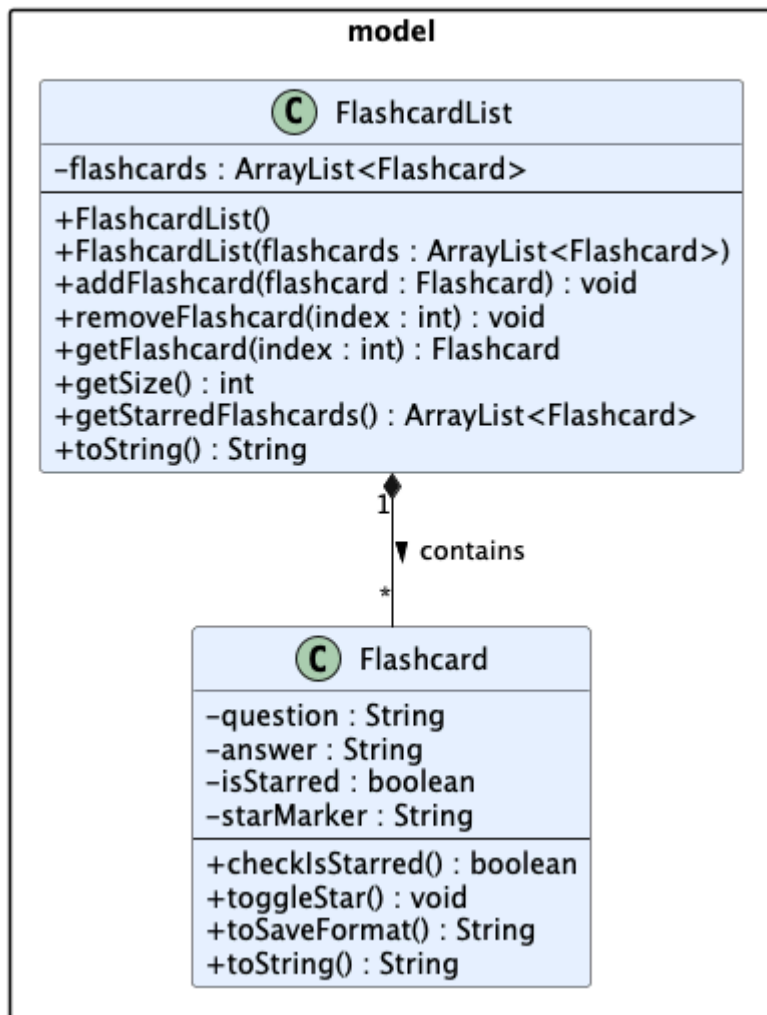 model
C FlashcardList
-flashcards : ArrayList<Flashcard>
+FlashcardList()
+FlashcardList(flashcards : ArrayList<Flashcard>)
+addFlashcard(flashcard : Flashcard) : void
+removeFlashcard(index : int) : void
+getFlashcard(index : int) : Flashcard
+getSize() : int
+getStarredFlashcards() : ArrayList<Flashcard>
+toString() : String
1
contains
*
C Flashcard
-question : String
-answer : String
-isStarred : boolean
-starMarker : String
+checkIsStarred() : boolean
+toggleStar() : void
+toSaveFormat() : String
+toString() : String